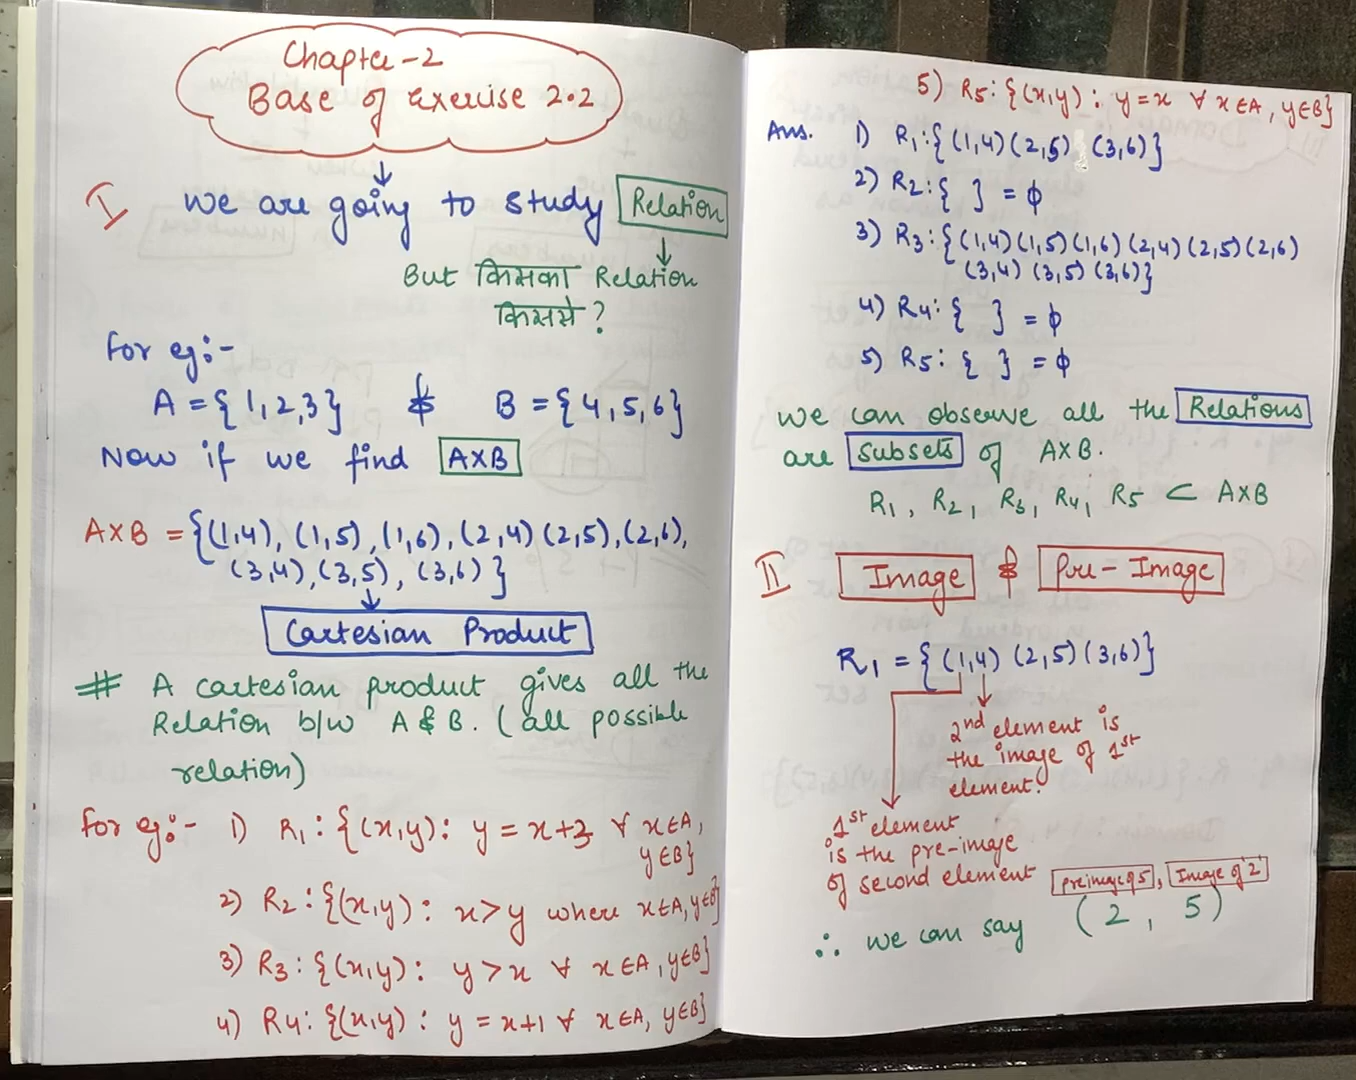 Chapter-2
Base of exercise 2.2
I we are going to study Relation
But किसका Relation
किससे ?
For eg:-
A = {1,2,3} & B = {4,5,6}
Now if we find A×B
A×B = {(1,4), (1,5), (1,6), (2,4) (2,5), (2,6),
(3,4), (3,5), (3,6)}
Cartesian Product
# A cartesian product gives all the
Relation b/w A & B. (all possible
relation)
For eg:- 1) R₁ : {(x,y) : y = x+3 ∀ x∈A,
y∈B}
2) R₂ : {(x,y) : x>y where x∈A, y∈B}
3) R₃ : {(x,y) : y>x ∀ x∈A, y∈B}
4) R₄ : {(x,y) : y = x+1 ∀ x∈A, y∈B}
5) R₅ : {(x,y) : y = x ∀ x∈A, y∈B}
Ans. 1) R₁ : {(1,4) (2,5) (3,6)}
2) R₂ : { } = ϕ
3) R₃ : {(1,4) (1,5) (1,6) (2,4) (2,5) (2,6)
(3,4) (3,5) (3,6)}
4) R₄ : { } = ϕ
5) R₅ : { } = ϕ
we can observe all the Relations
are Subsets of A×B.
R₁, R₂, R₃, R₄, R₅ ⊂ A×B
II Image & Pre-Image
R₁ = {(1,4) (2,5) (3,6)}
2nd element is
the image of 1st
element.
1st element
is the pre-image
of second element
preimage of 5, Image of '2'
∴ we can say (2, 5)